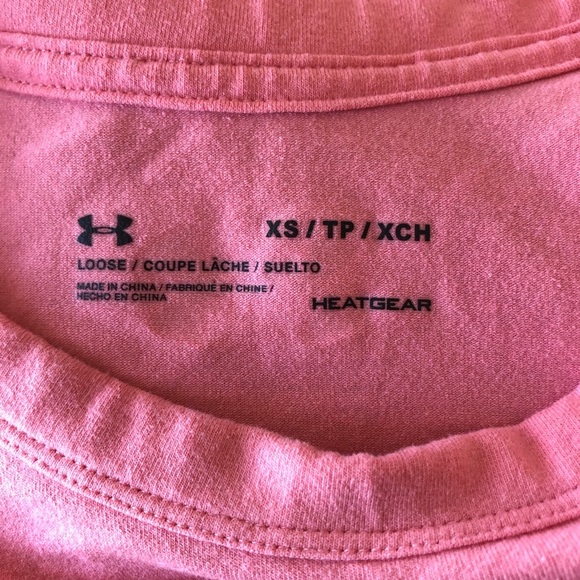 XS / TP / XCH
LOOSE / COUPE LÂCHE / SUELTO
MADE IN CHINA / FABRIQUÉ EN CHINE /
HECHO EN CHINA
HEATGEAR